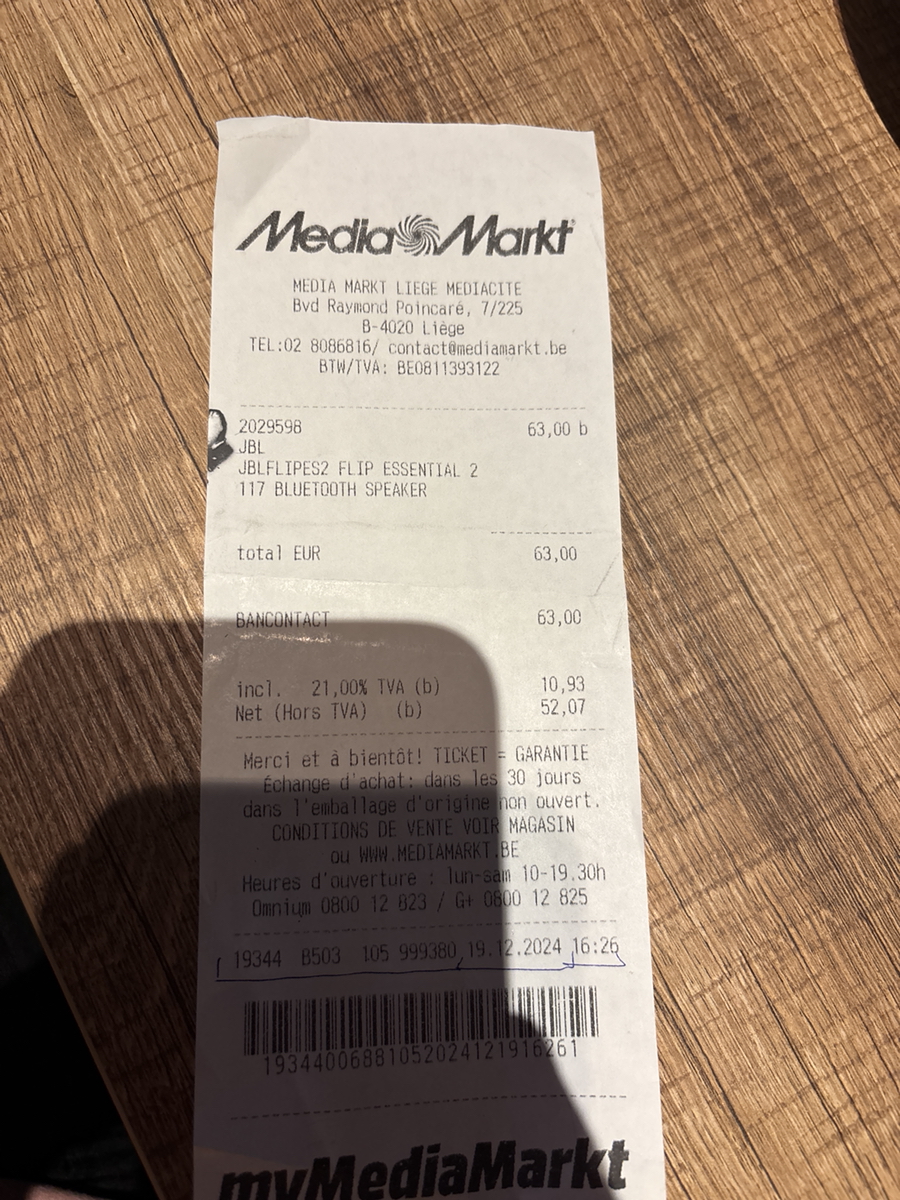 Media Markt
MEDIA MARKT LIEGE MEDIACITE
Bvd Raymond Poincaré, 7/225
B-4020 Liège
TEL:02 8086816/ contact@mediamarkt.be
BTW/TVA: BE0811393122
2029598 63,00 b
JBL
JBLFLIPES2 FLIP ESSENTIAL 2
117 BLUETOOTH SPEAKER
total EUR 63,00
BANCONTACT 63,00
incl. 21,00% TVA (b) 10,93
Net (Hors TVA) (b) 52,07
Merci et à bientôt! TICKET = GARANTIE
Échange d'achat: dans les 30 jours
dans l'emballage d'origine non ouvert.
CONDITIONS DE VENTE VOIR MAGASIN
ou WWW.MEDIAMARKT.BE
Heures d'ouverture : lun-sam 10-19.30h
Omnium 0800 12 823 / G+ 0800 12 825
19344 B503 105 999380 19.12.2024 16:26
19344006881052024121916261
myMediaMarkt